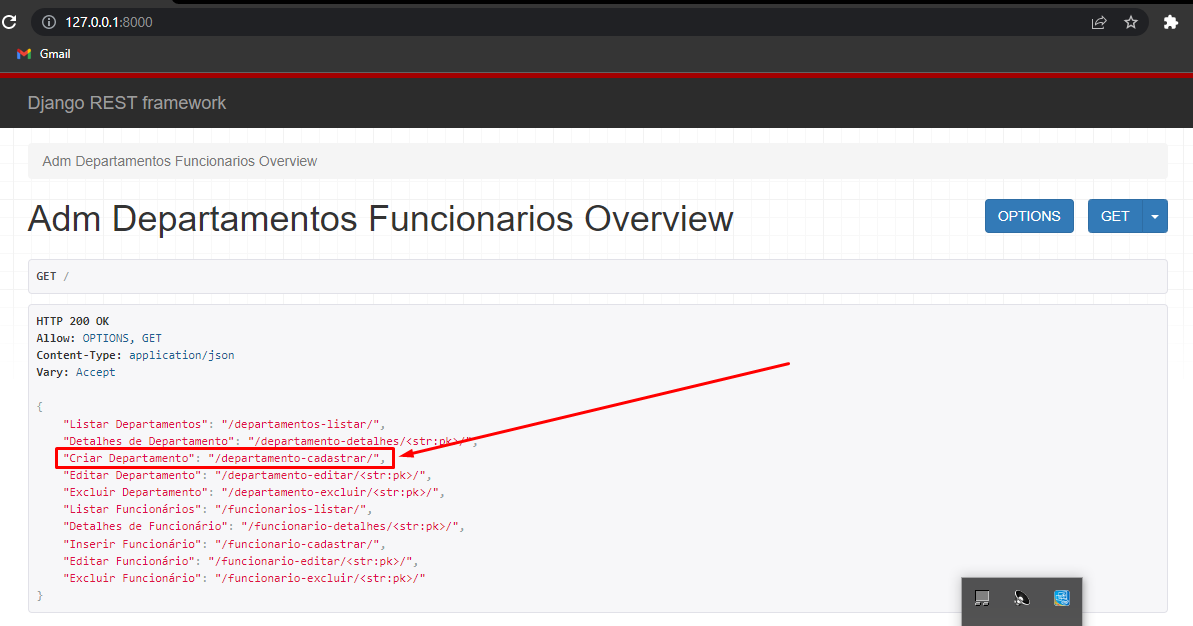 127.0.0.1:8000
Gmail
Django REST framework
Adm Departamentos Funcionarios Overview
Adm Departamentos Funcionarios Overview
OPTIONS
GET
GET /
HTTP 200 OK
Allow: OPTIONS, GET
Content-Type: application/json
Vary: Accept
{
"Listar Departamentos": "/departamentos-listar/",
"Detalhes de Departamento": "/departamento-detalhes/<str:pk>/",
"Criar Departamento": "/departamento-cadastrar/",
"Editar Departamento": "/departamento-editar/<str:pk>/",
"Excluir Departamento": "/departamento-excluir/<str:pk>/",
"Listar Funcionários": "/funcionarios-listar/",
"Detalhes de Funcionário": "/funcionario-detalhes/<str:pk>/",
"Inserir Funcionário": "/funcionario-cadastrar/",
"Editar Funcionário": "/funcionario-editar/<str:pk>/",
"Excluir Funcionário": "/funcionario-excluir/<str:pk>/"
}